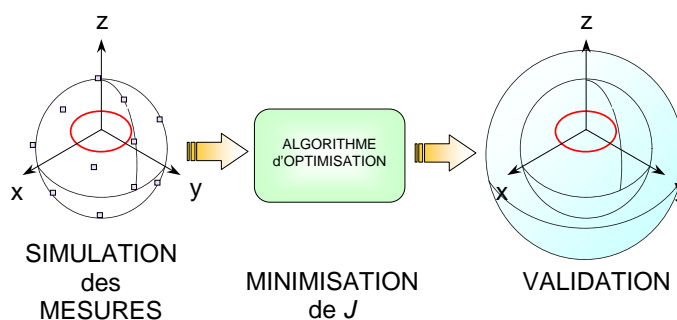 z
x
y
SIMULATION
des
MESURES
ALGORITHME
d'OPTIMISATION
MINIMISATION
de J
z
x
VALIDATION